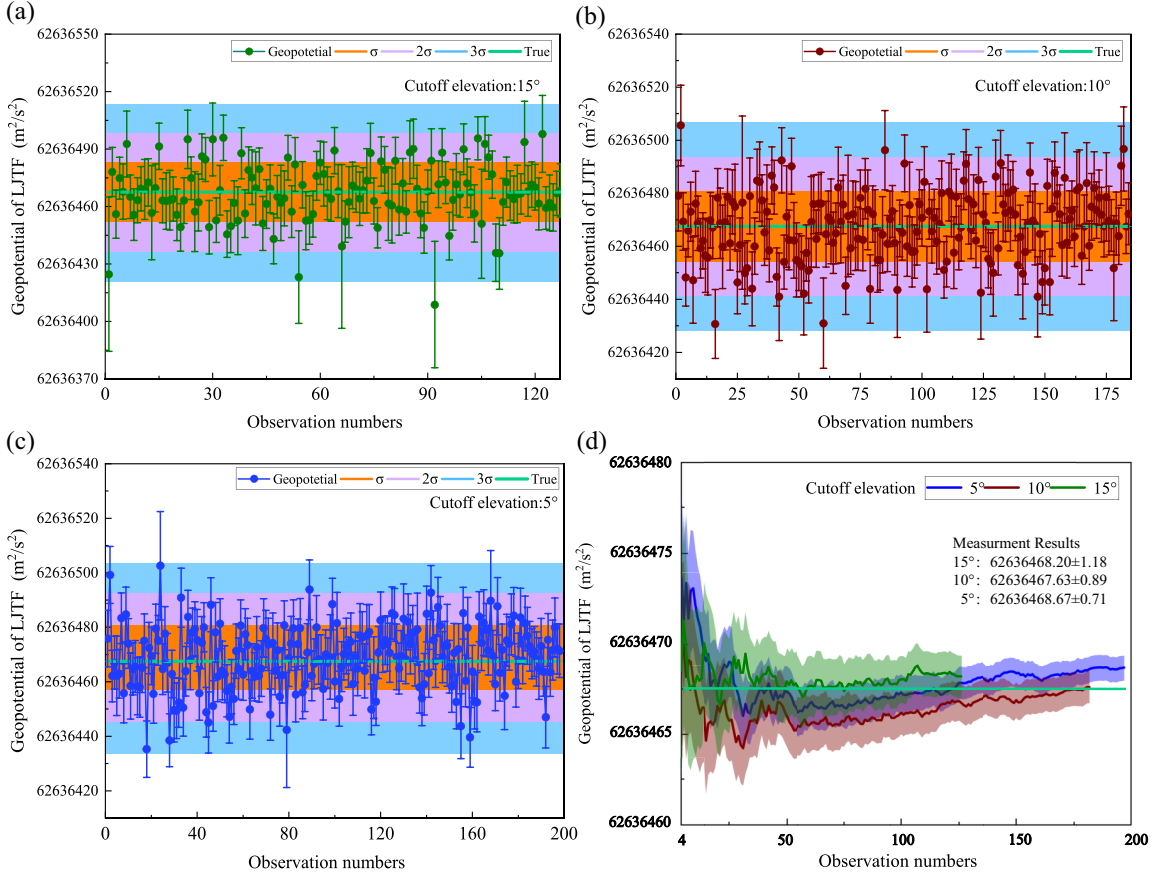 (a)
62636550
62636520
62636490
62636460
62636430
62636400
62636370
Geopotential of LJTF (m²/s²)
Geopotetial σ 2σ 3σ True
Cutoff elevation:15°
0 30 60 90 120
Observation numbers
(b)
62636540
62636520
62636500
62636480
62636460
62636440
62636420
Geopotential of LJTF (m²/s²)
Geopotetial σ 2σ 3σ True
Cutoff elevation:10°
0 25 50 75 100 125 150 175
Observation numbers
(c)
62636540
62636520
62636500
62636480
62636460
62636440
62636420
Geopotential of LJTF (m²/s²)
Geopotetial σ 2σ 3σ True
Cutoff elevation:5°
0 40 80 120 160 200
Observation numbers
(d)
62636480
62636475
62636470
62636465
62636460
Geopotential of LJTF (m²/s²)
Cutoff elevation 5° 10° 15°
Measurment Results
15°: 62636468.20±1.18
10°: 62636467.63±0.89
5°: 62636468.67±0.71
4 50 100 150 200
Observation numbers